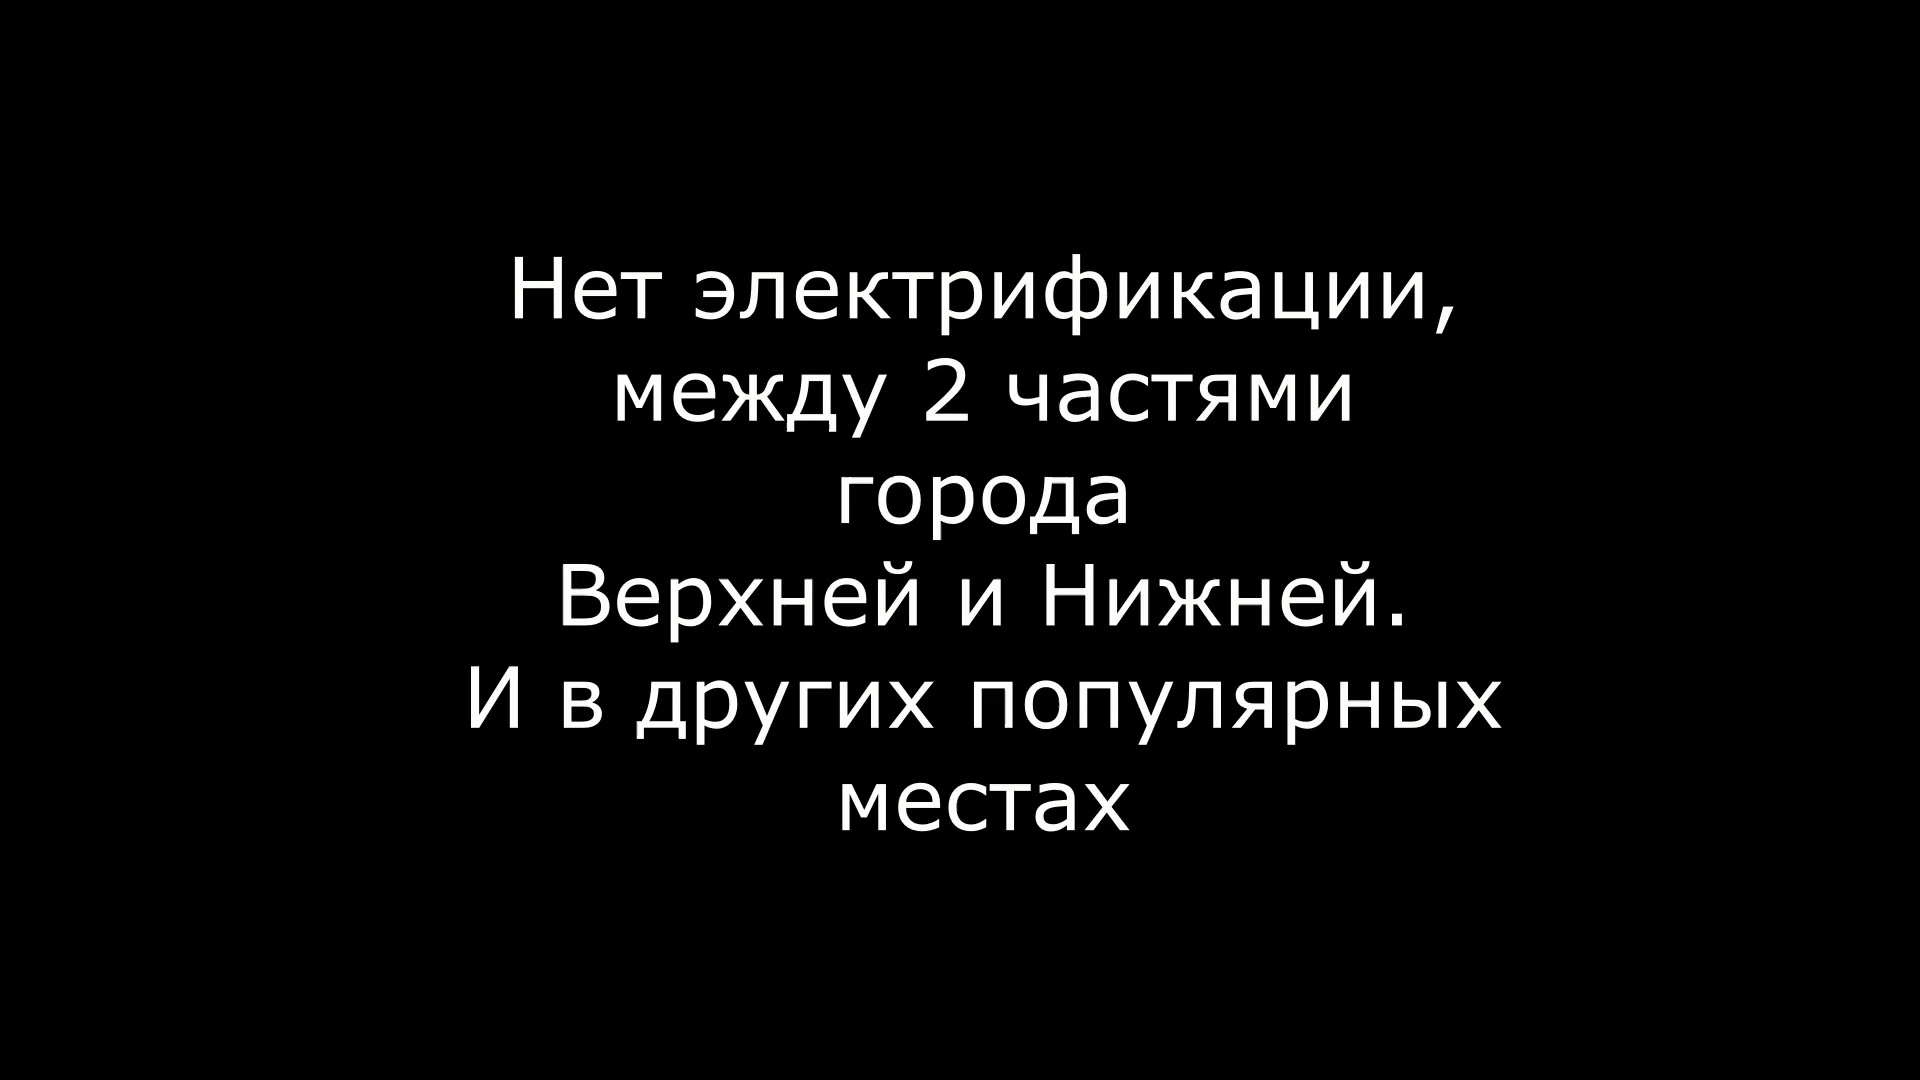 Нет электрификации,
между 2 частями
города
Верхней и Нижней.
И в других популярных
местах